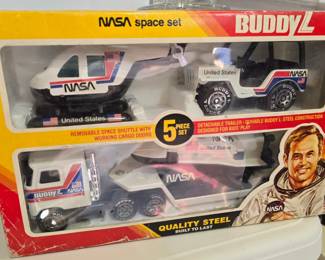 NASA space set
BUDDY L
NASA
United States
United States
REMOVABLE SPACE SHUTTLE WITH
WORKING CARGO DOORS
5 PIECE
SET
DETACHABLE TRAILER - DURABLE BUDDY L STEEL CONSTRUCTION
DESIGNED FOR KIDS' PLAY
United States
NASA
BUDDY L
NASA
NASA
QUALITY STEEL
BUILT TO LAST